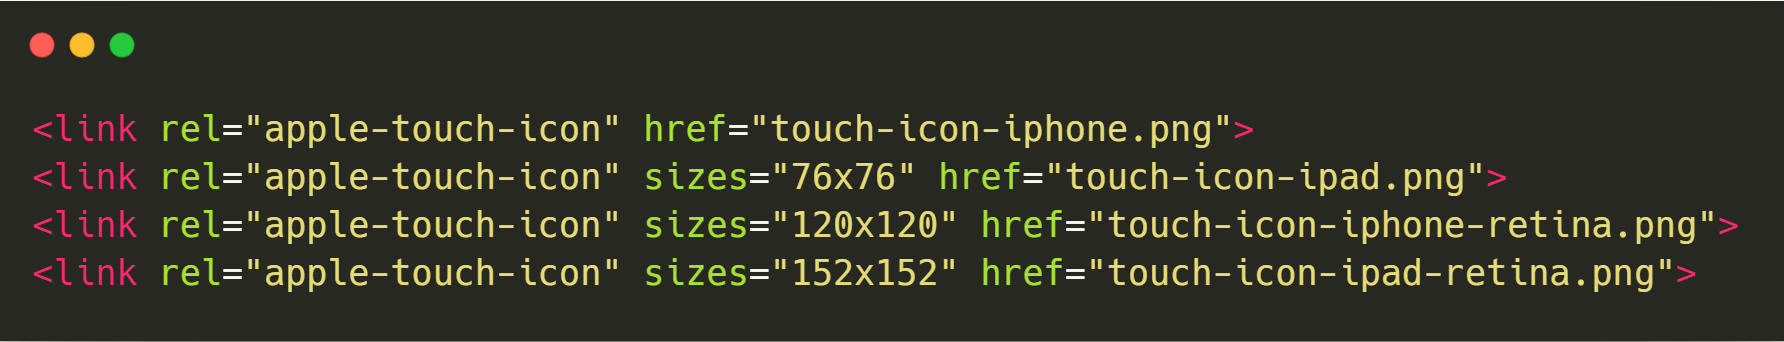 <link rel="apple-touch-icon" href="touch-icon-iphone.png">
<link rel="apple-touch-icon" sizes="76x76" href="touch-icon-ipad.png">
<link rel="apple-touch-icon" sizes="120x120" href="touch-icon-iphone-retina.png">
<link rel="apple-touch-icon" sizes="152x152" href="touch-icon-ipad-retina.png">